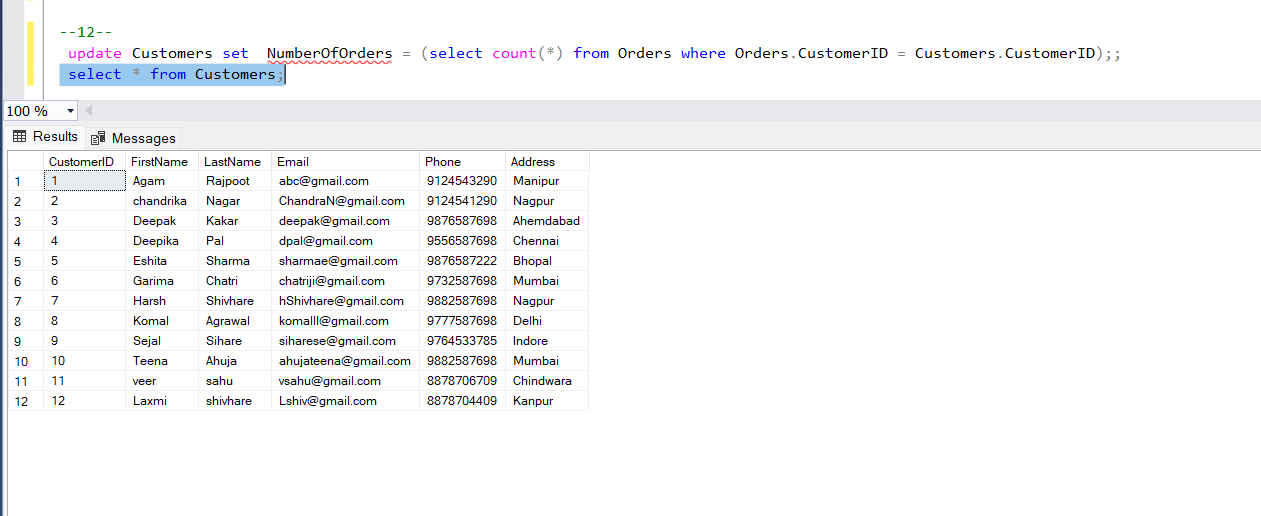 --12--
update Customers set NumberOfOrders = (select count(*) from Orders where Orders.CustomerID = Customers.CustomerID);;
select * from Customers;
100 %
Results Messages
CustomerID FirstName LastName Email Phone Address
1 1 Agam Rajpoot abc@gmail.com 9124543290 Manipur
2 2 chandrika Nagar ChandraN@gmail.com 9124541290 Nagpur
3 3 Deepak Kakar deepak@gmail.com 9876587698 Ahemdabad
4 4 Deepika Pal dpal@gmail.com 9556587698 Chennai
5 5 Eshita Sharma sharmae@gmail.com 9876587222 Bhopal
6 6 Garima Chatri chatriji@gmail.com 9732587698 Mumbai
7 7 Harsh Shivhare hShivhare@gmail.com 9882587698 Nagpur
8 8 Komal Agrawal komalll@gmail.com 9777587698 Delhi
9 9 Sejal Sihare siharese@gmail.com 9764533785 Indore
10 10 Teena Ahuja ahujateena@gmail.com 9882587698 Mumbai
11 11 veer sahu vsahu@gmail.com 8878706709 Chindwara
12 12 Laxmi shivhare Lshiv@gmail.com 8878704409 Kanpur